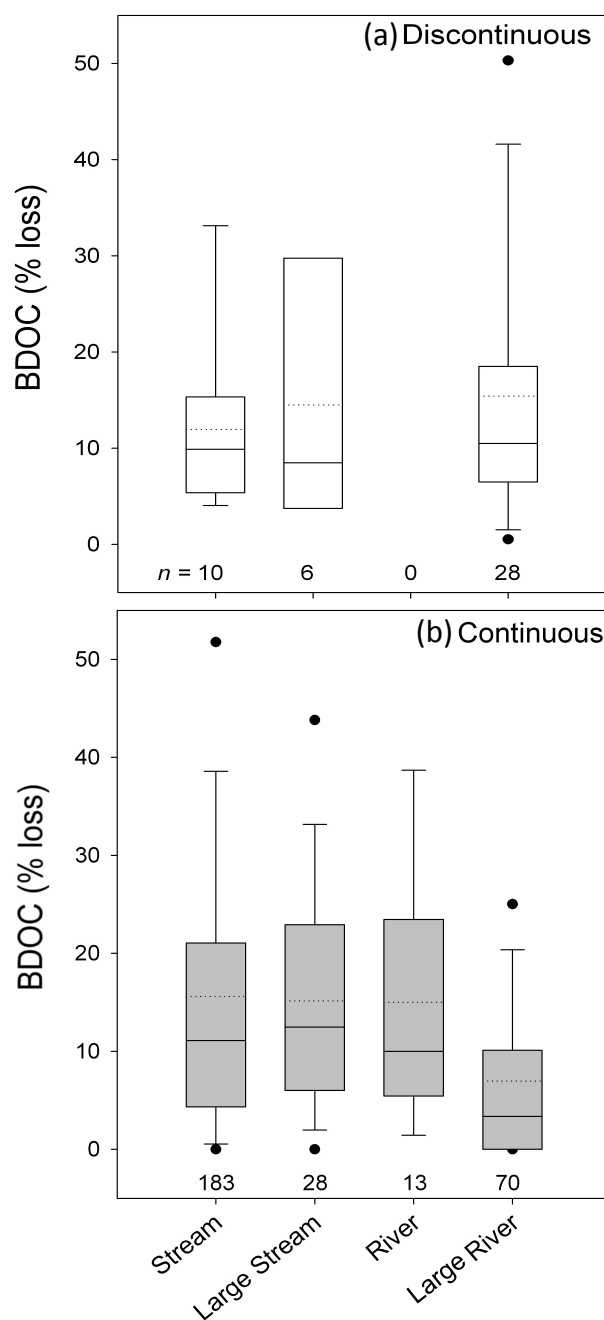 (a) Discontinuous
BDOC (% loss)
50
40
30
20
10
0
n = 10 6 0 28
(b) Continuous
BDOC (% loss)
50
40
30
20
10
0
183 28 13 70
Stream
Large Stream
River
Large River